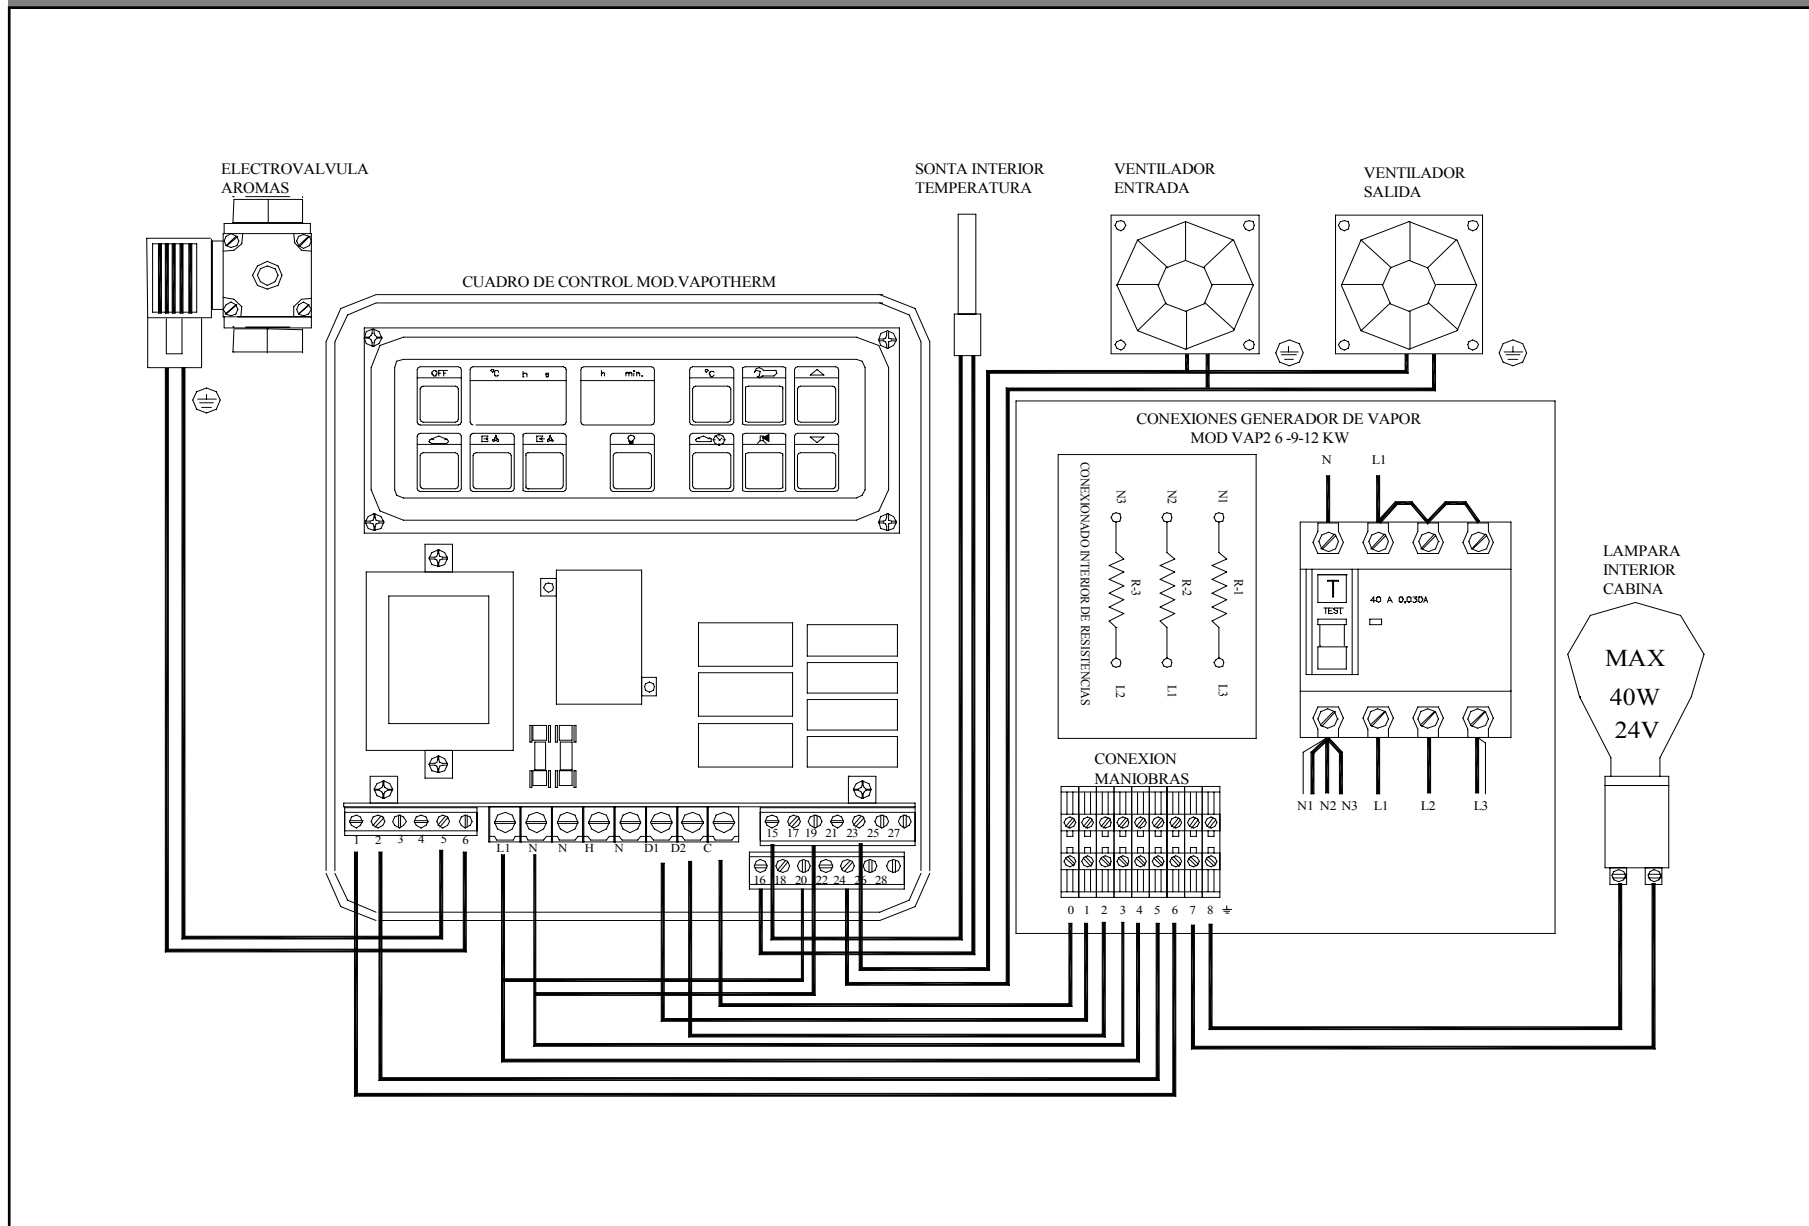 ELECTROVALVULA
AROMAS
SONTA INTERIOR
TEMPERATURA
VENTILADOR
ENTRADA
VENTILADOR
SALIDA
CUADRO DE CONTROL MOD.VAPOTHERM
OFF
°C h s
h min.
°C
CONEXIONES GENERADOR DE VAPOR
MOD VAP2 6 -9-12 KW
N L1
CONEXIONADO INTERIOR DE RESISTENCIAS
N3 N2 N1
R-3 R-2 R-1
L2 L1 L3
T
TEST
40 A 0,030A
N1 N2 N3 L1 L2 L3
LAMPARA
INTERIOR
CABINA
MAX
40W
24V
CONEXION
MANIOBRAS
1 2 3 4 5 6
L1 N N H N D1 D2 C
15 17 19 21 23 25 27
16 18 20 22 24 26 28
0 1 2 3 4 5 6 7 8